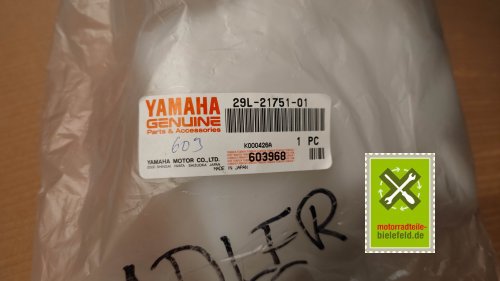 YAMAHA
GENUINE
Parts & Accessories
29L-21751-01
603
K000426A
1 PC
YAMAHA MOTOR CO.,LTD.
603968
MADE IN JAPAN
ADLER
motorradteile-
bielefeld.de